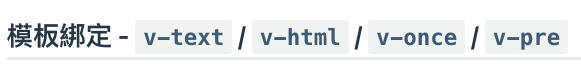 模板綁定 - v-text / v-html / v-once / v-pre